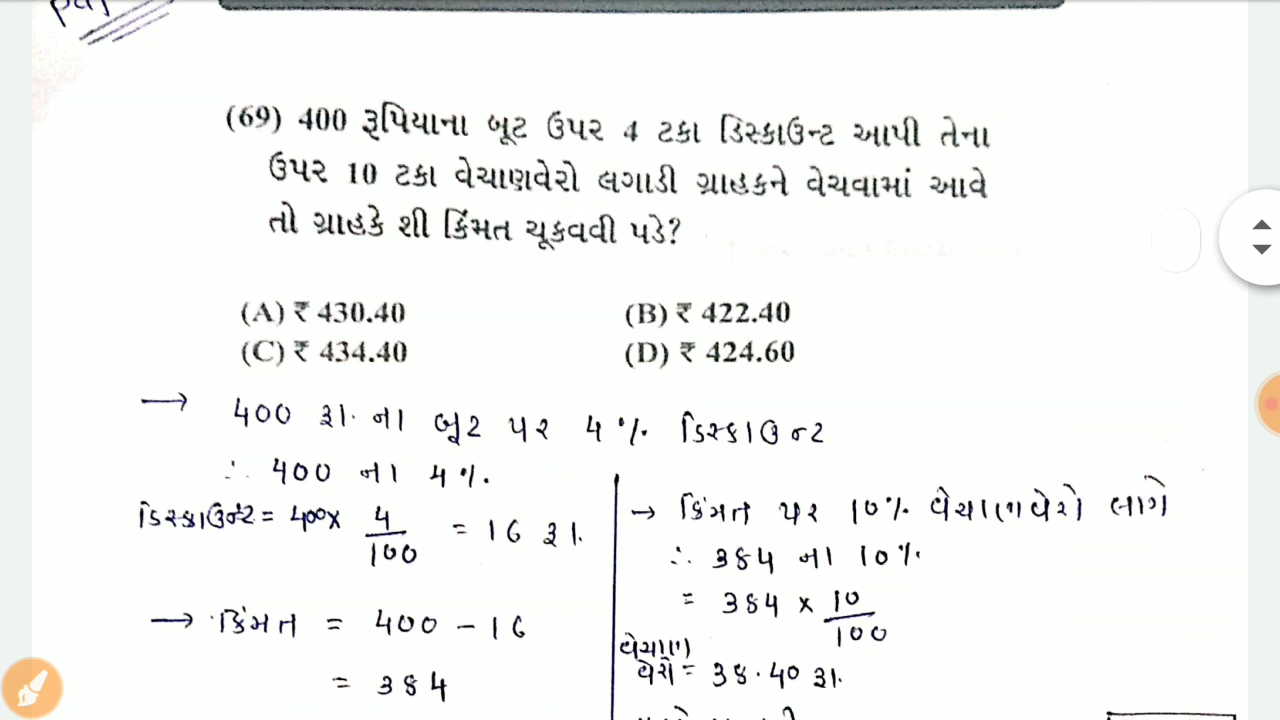 (69) 400 રૂપિયાના બૂટ ઉપર 4 ટકા ડિસ્કાઉન્ટ આપી તેના
ઉપર 10 ટકા વેચાણવેરો લગાડી ગ્રાહકને વેચવામાં આવે
તો ગ્રાહકે શી કિંમત ચૂકવવી પડે?
(A) ₹ 430.40 (B) ₹ 422.40
(C) ₹ 434.40 (D) ₹ 424.60
→ 400 રૂા. ના બૂટ પર 4 %. ડિસ્કાઉન્ટ
∴ 400 ના 4 %.
ડિસ્કાઉન્ટ = 400 x 4/100 = 16 રૂા.
→ કિંમત = 400 - 16
= 384
→ કિંમત પર 10 % વેચાણવેરો લાગે
∴ 384 ના 10 %.
= 384 x 10/100
વેચાણ
વેરો = 38.40 રૂા.